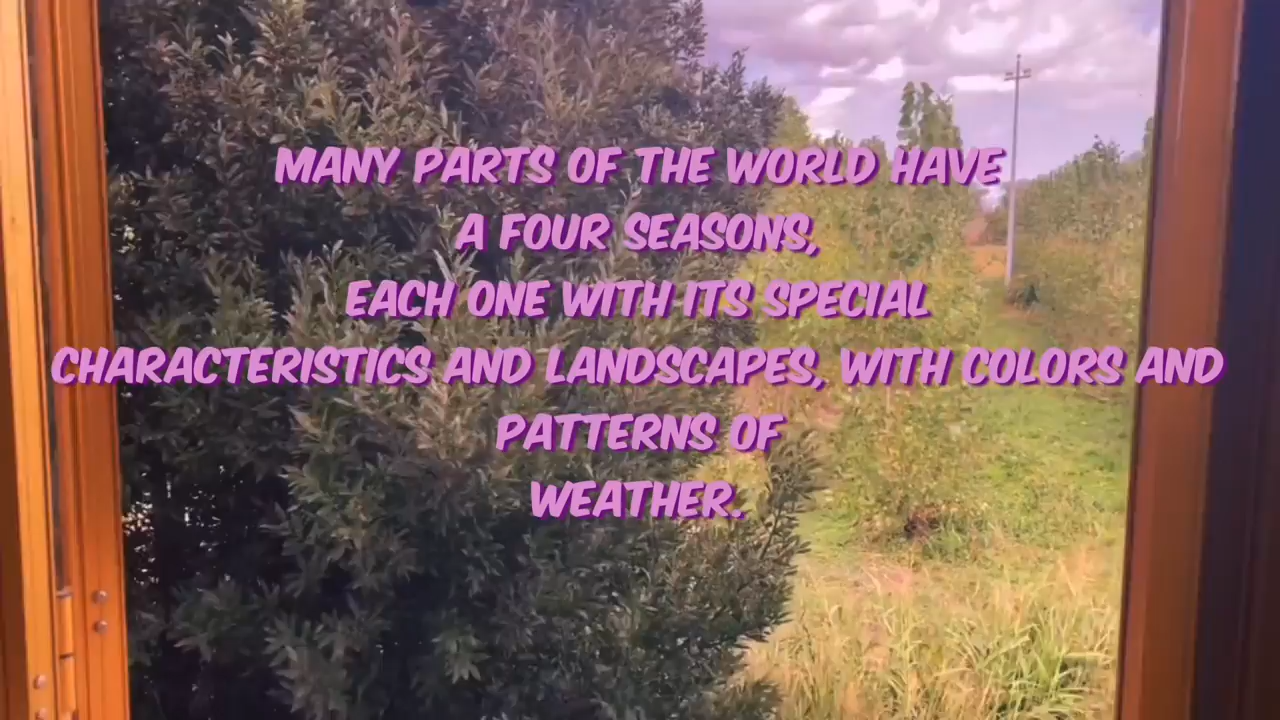 MANY PARTS OF THE WORLD HAVE
A FOUR SEASONS,
EACH ONE WITH ITS SPECIAL
CHARACTERISTICS AND LANDSCAPES, WITH COLORS AND
PATTERNS OF
WEATHER.